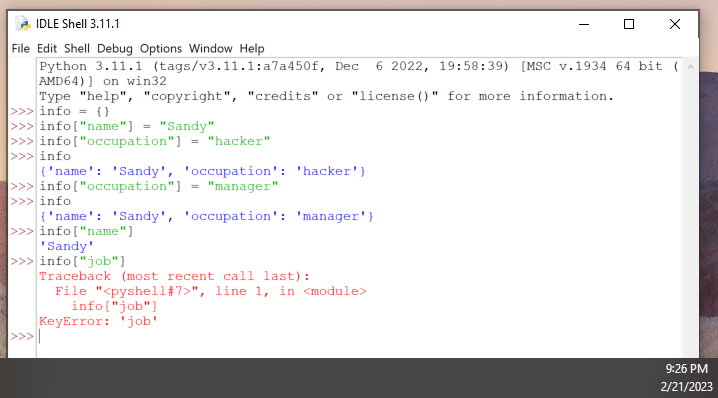 IDLE Shell 3.11.1
File Edit Shell Debug Options Window Help
Python 3.11.1 (tags/v3.11.1:a7a450f, Dec  6 2022, 19:58:39) [MSC v.1934 64 bit (
AMD64)] on win32
Type "help", "copyright", "credits" or "license()" for more information.
>>> info = {}
>>> info["name"] = "Sandy"
>>> info["occupation"] = "hacker"
>>> info
{'name': 'Sandy', 'occupation': 'hacker'}
>>> info["occupation"] = "manager"
>>> info
{'name': 'Sandy', 'occupation': 'manager'}
>>> info["name"]
'Sandy'
>>> info["job"]
Traceback (most recent call last):
  File "<pyshell#7>", line 1, in <module>
    info["job"]
KeyError: 'job'
>>>
9:26 PM
2/21/2023